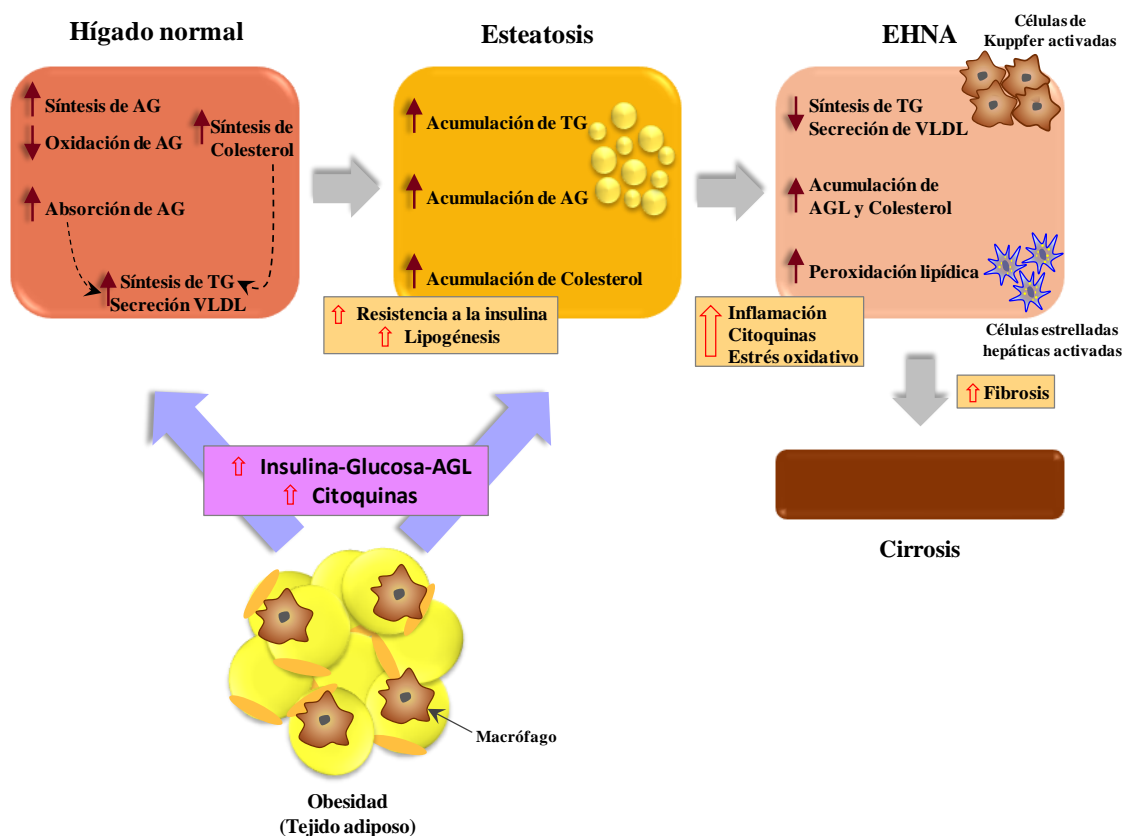 Hígado normal
Síntesis de AG
Oxidación de AG
Síntesis de
Colesterol
Absorción de AG
Síntesis de TG
Secreción VLDL
Esteatosis
Acumulación de TG
Acumulación de AG
Acumulación de Colesterol
Resistencia a la insulina
Lipogénesis
EHNA
Células de
Kuppfer activadas
Síntesis de TG
Secreción de VLDL
Acumulación de
AGL y Colesterol
Peroxidación lipídica
Inflamación
Citoquinas
Estrés oxidativo
Células estrelladas
hepáticas activadas
Fibrosis
Cirrosis
Insulina-Glucosa-AGL
Citoquinas
Macrófago
Obesidad
(Tejido adiposo)